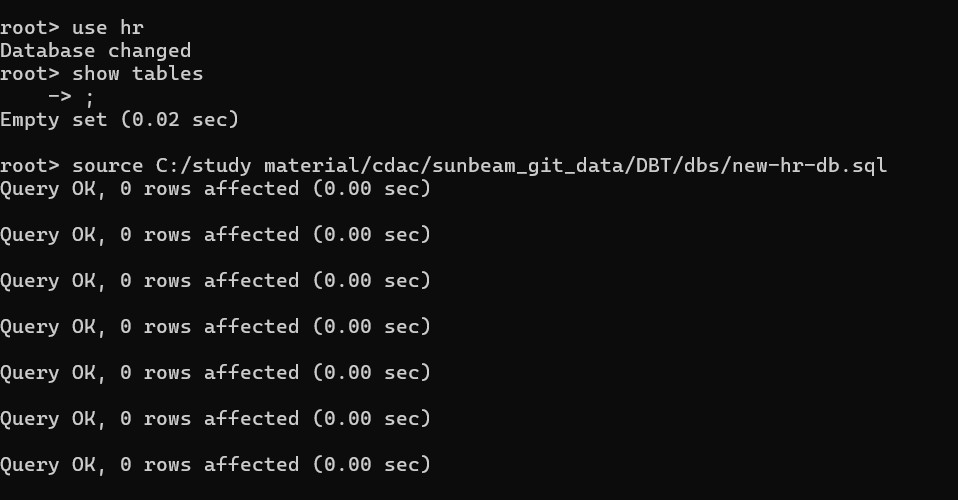 root> use hr
Database changed
root> show tables
    -> ;
Empty set (0.02 sec)
root> source C:/study material/cdac/sunbeam_git_data/DBT/dbs/new-hr-db.sql
Query OK, 0 rows affected (0.00 sec)
Query OK, 0 rows affected (0.00 sec)
Query OK, 0 rows affected (0.00 sec)
Query OK, 0 rows affected (0.00 sec)
Query OK, 0 rows affected (0.00 sec)
Query OK, 0 rows affected (0.00 sec)
Query OK, 0 rows affected (0.00 sec)